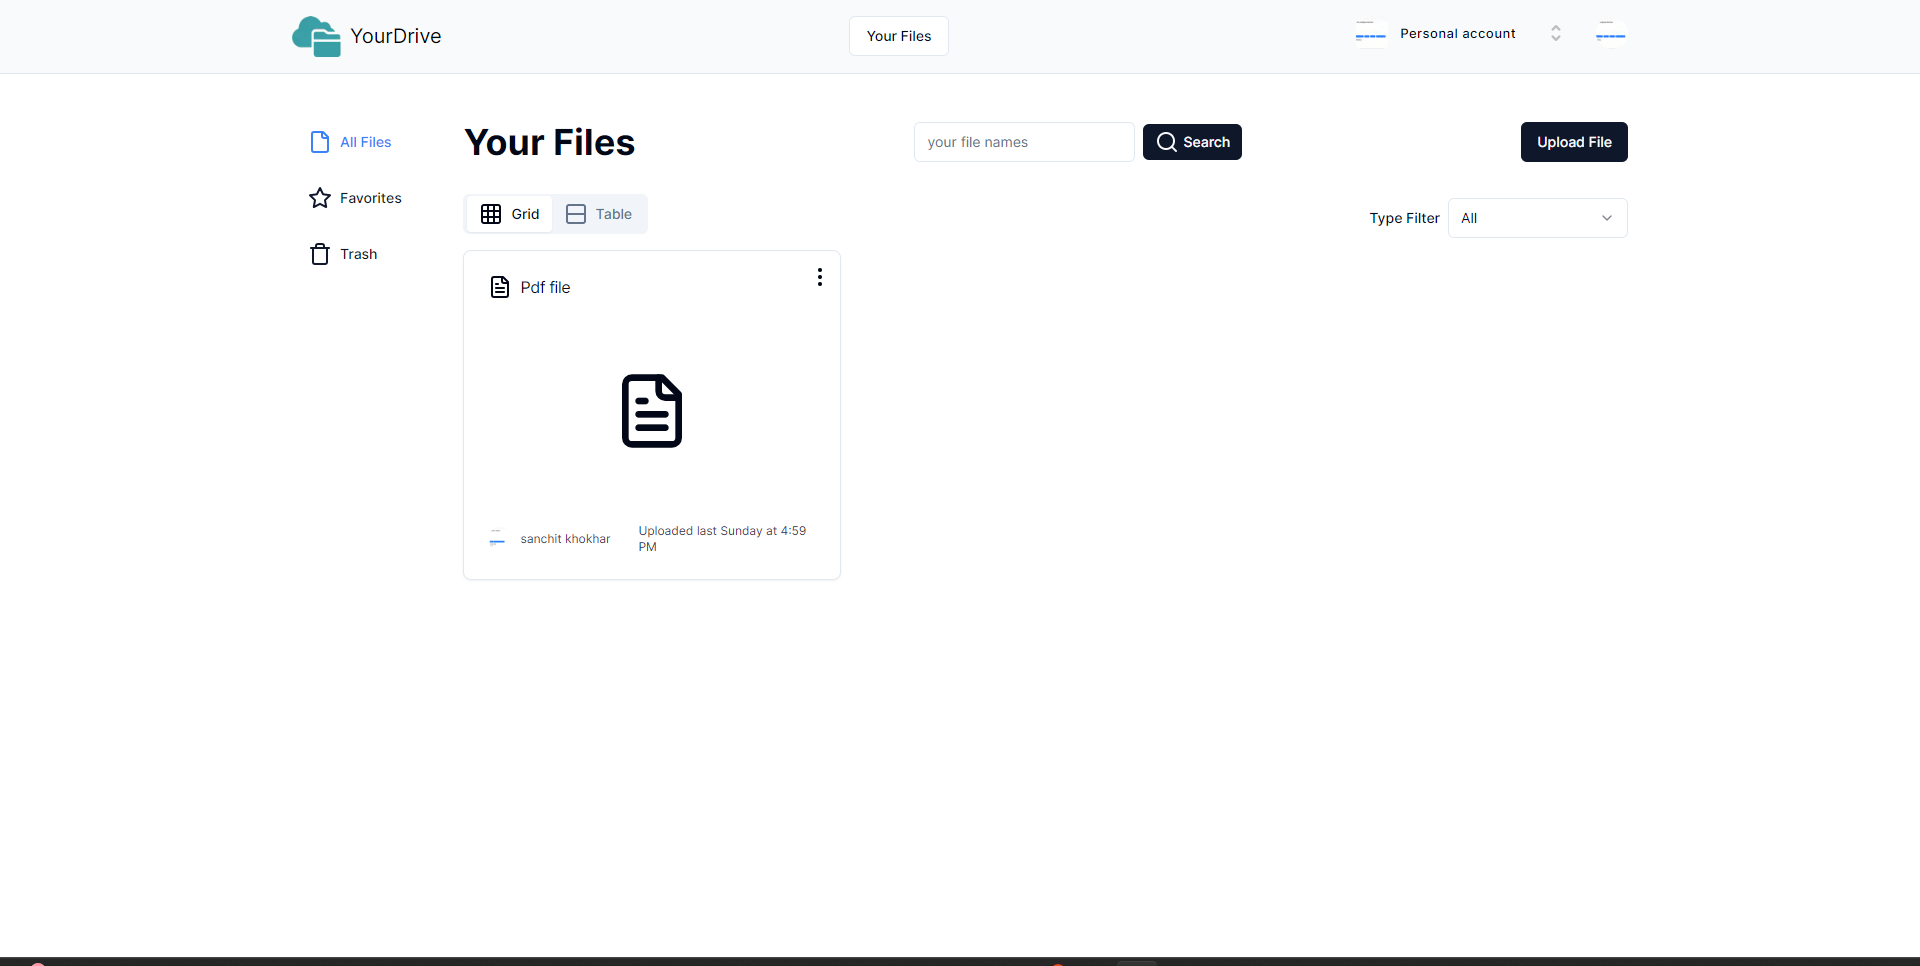 YourDrive
Your Files
Personal account
All Files
Favorites
Trash
Your Files
your file names
Search
Upload File
Grid
Table
Type Filter
All
Pdf file
sanchit khokhar
Uploaded last Sunday at 4:59
PM